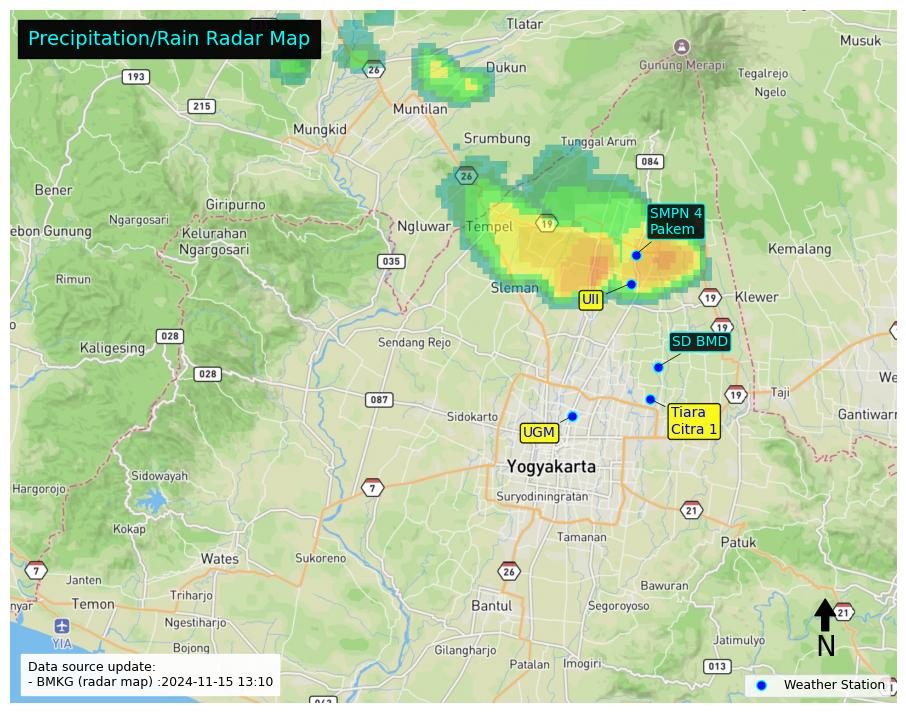 Precipitation/Rain Radar Map
Tlatar
Musuk
Gunung Merapi
Tegalrejo
Ngelo
26
Dukun
193
215
Muntilan
Mungkid
Srumbung
Tunggal Arum
084
26
Bener
Giripurno
Ngargosari
SMPN 4
Pakem
Ngluwar
Tempel
19
ebon Gunung
Kelurahan
Ngargosari
Kemalang
035
Rimun
Sleman
UII
19
Klewer
19
028
Kaligesing
Sendang Rejo
SD BMD
028
We
087
19
Taji
Sidokarto
Tiara
Citra 1
Gantiwarn
UGM
Yogyakarta
Sidowayah
7
Hargorojo
Suryodiningratan
21
Kokap
Tamanan
Patuk
Wates
Sukoreno
7
26
Janten
Bawuran
Triharjo
nyar
Temon
Bantul
Segoroyoso
21
Ngestiharjo
YIA
Jatimulyo
N
Bojong
Gilangharjo
Patalan
Imogiri
013
Data source update:
- BMKG (radar map) :2024-11-15 13:10
Weather Station